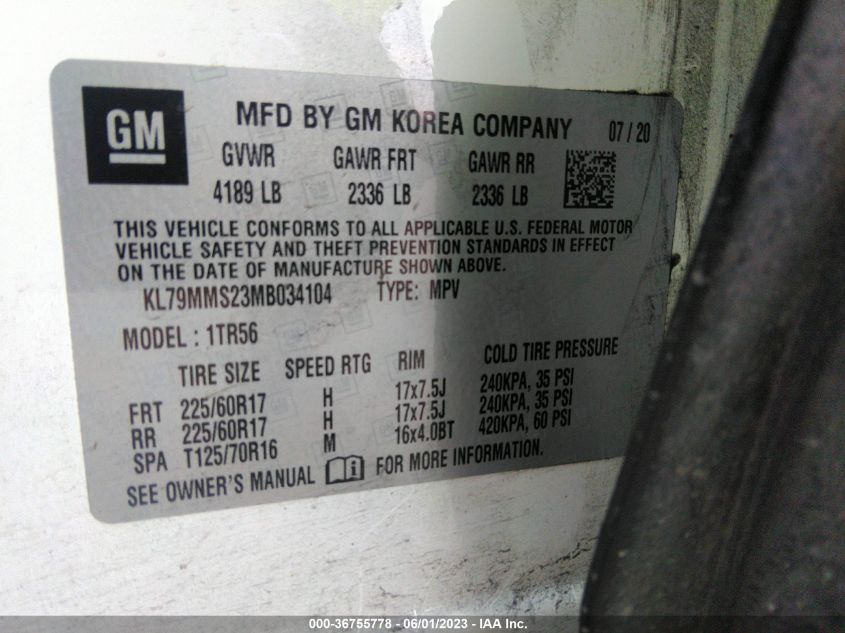 GM
MFD BY GM KOREA COMPANY 07/20
GVWR GAWR FRT GAWR RR
4189 LB 2336 LB 2336 LB
THIS VEHICLE CONFORMS TO ALL APPLICABLE U.S. FEDERAL MOTOR
VEHICLE SAFETY AND THEFT PREVENTION STANDARDS IN EFFECT
ON THE DATE OF MANUFACTURE SHOWN ABOVE.
KL79MMS23MB034104 TYPE: MPV
MODEL : 1TR56
TIRE SIZE SPEED RTG RIM COLD TIRE PRESSURE
FRT 225/60R17 H 17x7.5J 240KPA, 35 PSI
RR 225/60R17 H 17x7.5J 240KPA, 35 PSI
SPA T125/70R16 M 16x4.0BT 420KPA, 60 PSI
SEE OWNER'S MANUAL FOR MORE INFORMATION.
000-36755778 - 06/01/2023 - IAA Inc.